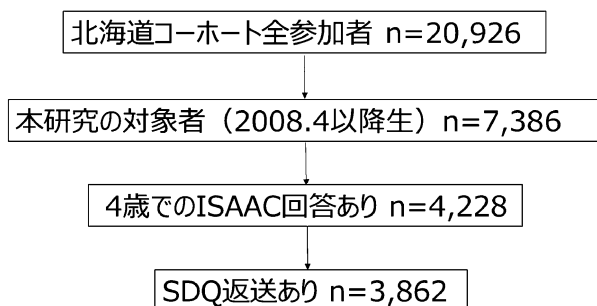 北海道コーホート全参加者 n=20,926
本研究の対象者（2008.4以降生）n=7,386
4歳でのISAAC回答あり n=4,228
SDQ返送あり n=3,862